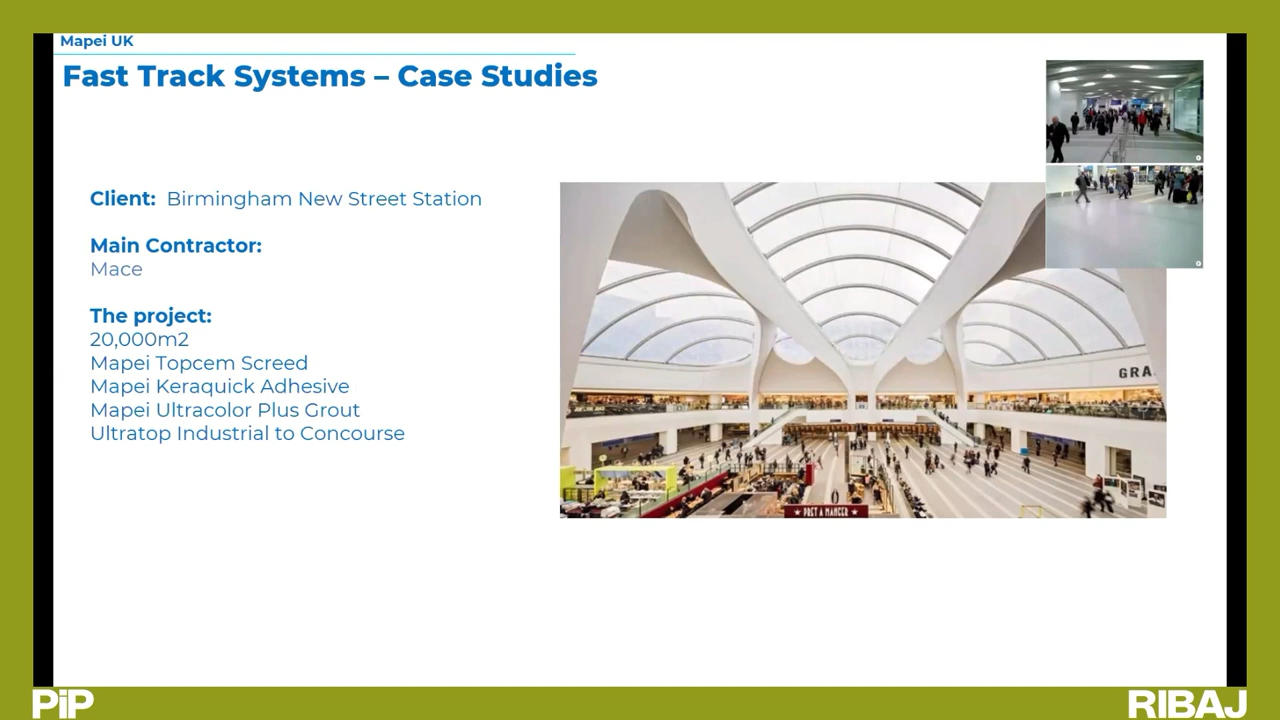 Mapei UK
Fast Track Systems – Case Studies
Client: Birmingham New Street Station
Main Contractor:
Mace
The project:
20,000m2
Mapei Topcem Screed
Mapei Keraquick Adhesive
Mapei Ultracolor Plus Grout
Ultratop Industrial to Concourse
GRA
PRET A MANGER
PiP
RIBAJ